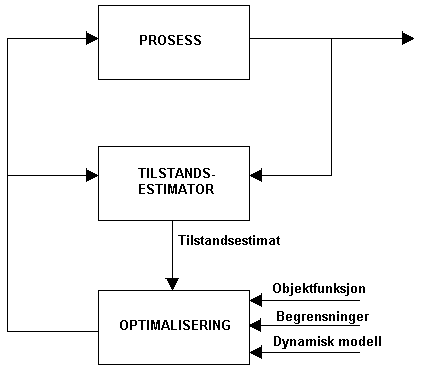 PROSESS
TILSTANDS-
ESTIMATOR
Tilstandsestimat
OPTIMALISERING
Objektfunksjon
Begrensninger
Dynamisk modell